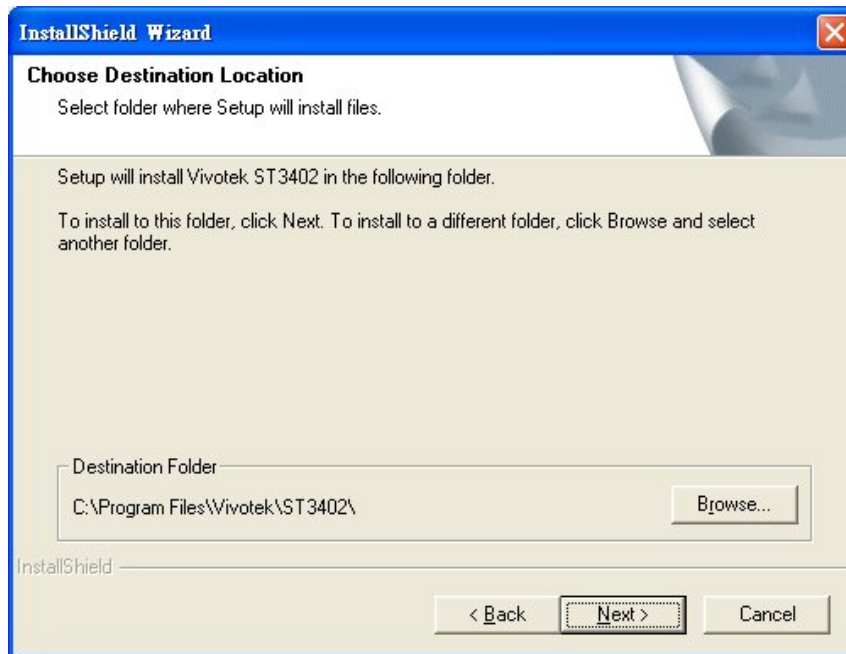 InstallShield Wizard
Choose Destination Location
Select folder where Setup will install files.
Setup will install Vivotek ST3402 in the following folder.
To install to this folder, click Next. To install to a different folder, click Browse and select
another folder.
Destination Folder
C:\Program Files\Vivotek\ST3402\
Browse...
InstallShield
< Back
Next >
Cancel